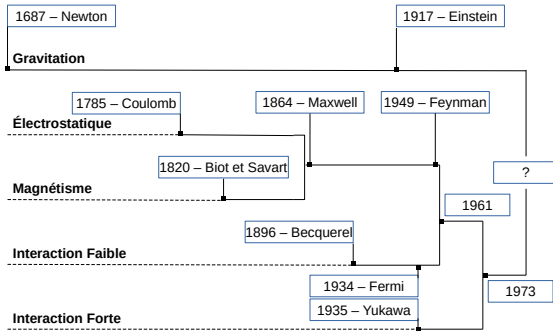 1687 – Newton
1917 – Einstein
Gravitation
1785 – Coulomb
1864 – Maxwell
1949 – Feynman
Électrostatique
1820 – Biot et Savart
?
Magnétisme
1961
1896 – Becquerel
Interaction Faible
1934 – Fermi
1973
1935 – Yukawa
Interaction Forte